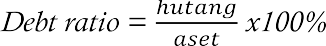 Debt ratio = hutang/aset x100%